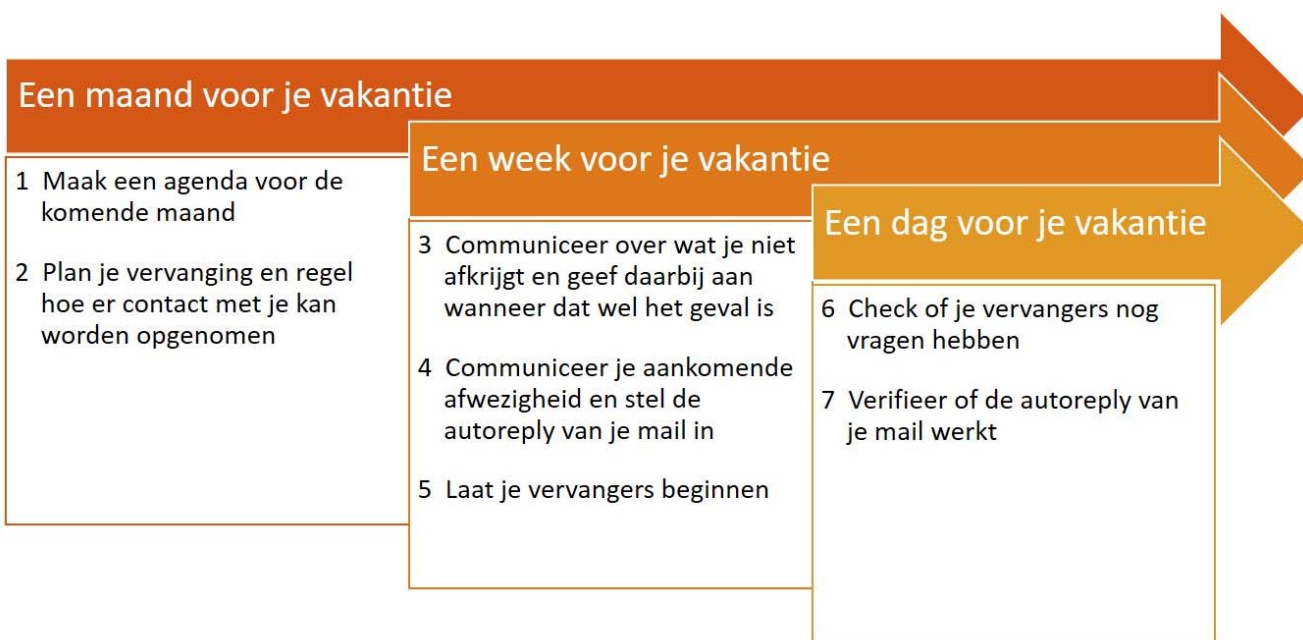 Een maand voor je vakantie
1 Maak een agenda voor de
komende maand
2 Plan je vervanging en regel
hoe er contact met je kan
worden opgenomen
Een week voor je vakantie
3 Communiceer over wat je niet
afkrijgt en geef daarbij aan
wanneer dat wel het geval is
4 Communiceer je aankomende
afwezigheid en stel de
autoreply van je mail in
5 Laat je vervangers beginnen
Een dag voor je vakantie
6 Check of je vervangers nog
vragen hebben
7 Verifieer of de autoreply van
je mail werkt